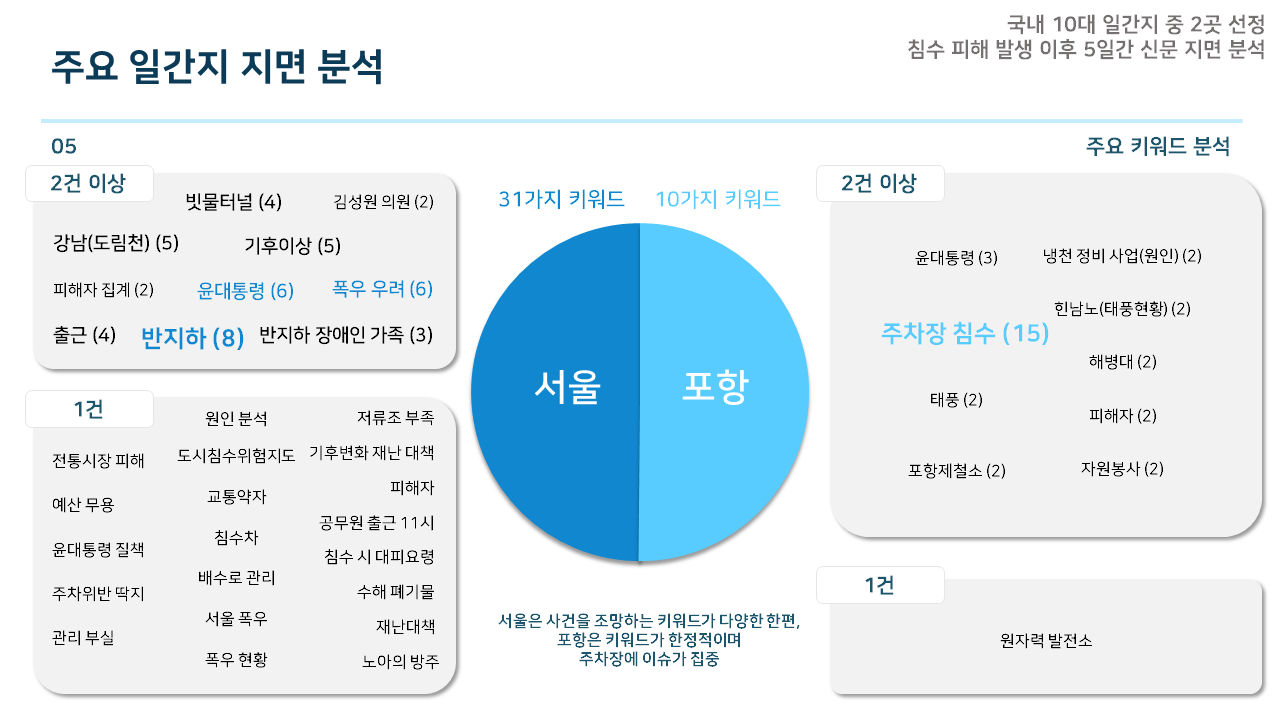 국내 10대 일간지 중 2곳 선정
침수 피해 발생 이후 5일간 신문 지면 분석
주요 일간지 지면 분석
05
주요 키워드 분석
2건 이상
빗물터널 (4)
김성원 의원 (2)
강남(도림천) (5)
기후이상 (5)
피해자 집계 (2)
윤대통령 (6)
폭우 우려 (6)
출근 (4)
반지하 (8)
반지하 장애인 가족 (3)
1건
전통시장 피해
예산 무용
윤대통령 질책
주차위반 딱지
관리 부실
원인 분석
도시침수위험지도
교통약자
침수차
배수로 관리
서울 폭우
폭우 현황
저류조 부족
기후변화 재난 대책
피해자
공무원 출근 11시
침수 시 대피요령
수해 폐기물
재난대책
노아의 방주
31가지 키워드
10가지 키워드
서울
포항
서울은 사건을 조망하는 키워드가 다양한 한편,
포항은 키워드가 한정적이며
주차장에 이슈가 집중
2건 이상
윤대통령 (3)
냉천 정비 사업(원인) (2)
힌남노(태풍현황) (2)
주차장 침수 (15)
해병대 (2)
태풍 (2)
피해자 (2)
포항제철소 (2)
자원봉사 (2)
1건
원자력 발전소